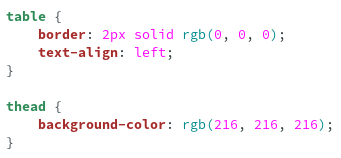 table {
    border: 2px solid rgb(0, 0, 0);
    text-align: left;
}

thead {
    background-color: rgb(216, 216, 216);
}